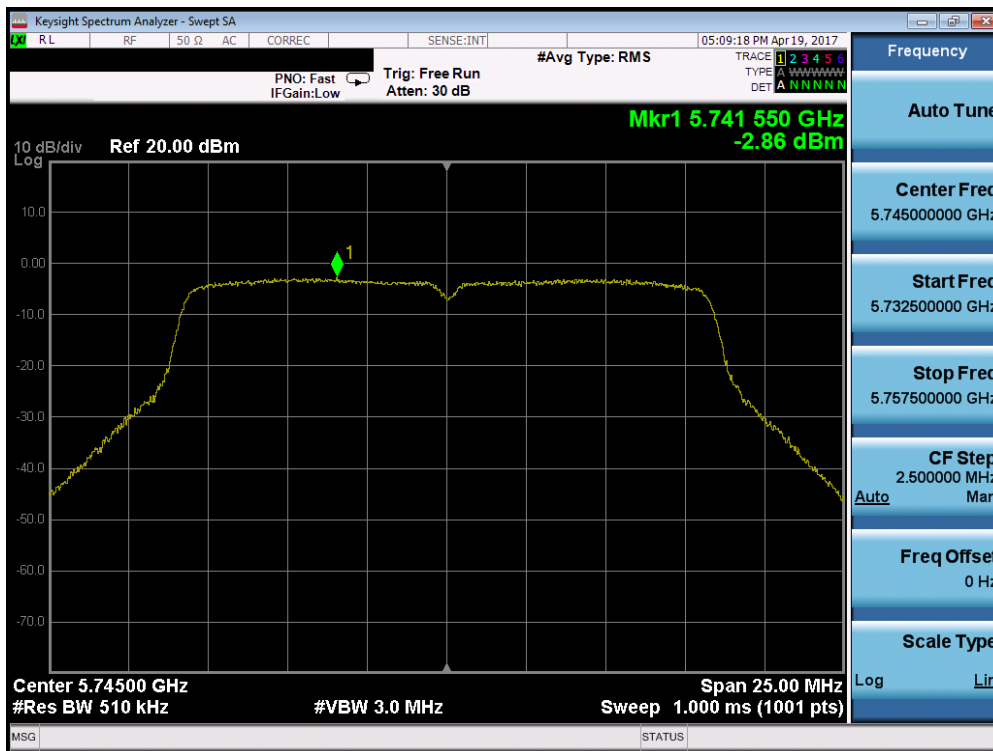 Keysight Spectrum Analyzer - Swept SA
LXI RL RF 50 Ω AC CORREC SENSE:INT 05:09:18 PM Apr 19, 2017
#Avg Type: RMS
TRACE 1 2 3 4 5 6
PNO: Fast Trig: Free Run
TYPE A WWWWW
IFGain:Low Atten: 30 dB
DET A N N N N N
Mkr1 5.741 550 GHz
-2.86 dBm
10 dB/div Ref 20.00 dBm
Log
10.0
0.00
-10.0
-20.0
-30.0
-40.0
-50.0
-60.0
-70.0
1
Center 5.74500 GHz Span 25.00 MHz
#Res BW 510 kHz #VBW 3.0 MHz Sweep 1.000 ms (1001 pts)
MSG STATUS
Frequency
Auto Tune
Center Freq
5.745000000 GHz
Start Freq
5.732500000 GHz
Stop Freq
5.757500000 GHz
CF Step
2.500000 MHz
Auto Man
Freq Offset
0 Hz
Scale Type
Log Lin